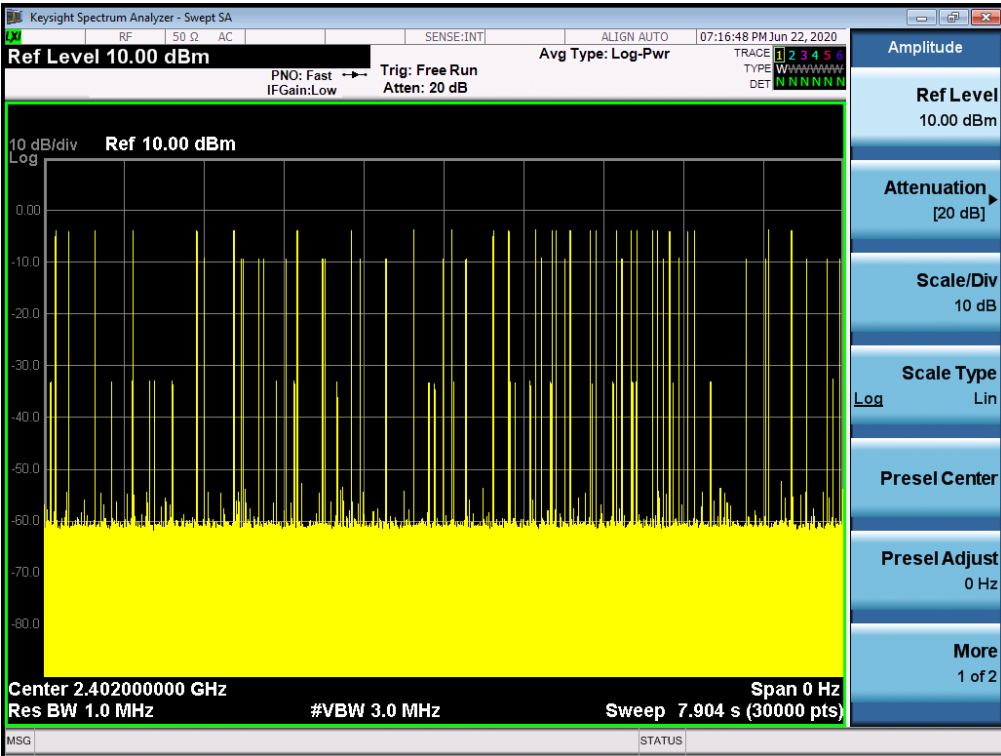 Keysight Spectrum Analyzer - Swept SA
LXI RF 50 Ω AC SENSE:INT ALIGN AUTO 07:16:48 PM Jun 22, 2020
Ref Level 10.00 dBm
PNO: Fast
IFGain:Low
Trig: Free Run
Atten: 20 dB
Avg Type: Log-Pwr
TRACE 1 2 3 4 5 6
TYPE WWWWWW
DET N N N N N N
10 dB/div Ref 10.00 dBm
Log
0.00
-10.0
-20.0
-30.0
-40.0
-50.0
-60.0
-70.0
-80.0
Center 2.402000000 GHz Span 0 Hz
Res BW 1.0 MHz #VBW 3.0 MHz Sweep 7.904 s (30000 pts)
MSG STATUS
Amplitude
Ref Level
10.00 dBm
Attenuation
[20 dB]
Scale/Div
10 dB
Scale Type
Log Lin
Presel Center
Presel Adjust
0 Hz
More
1 of 2